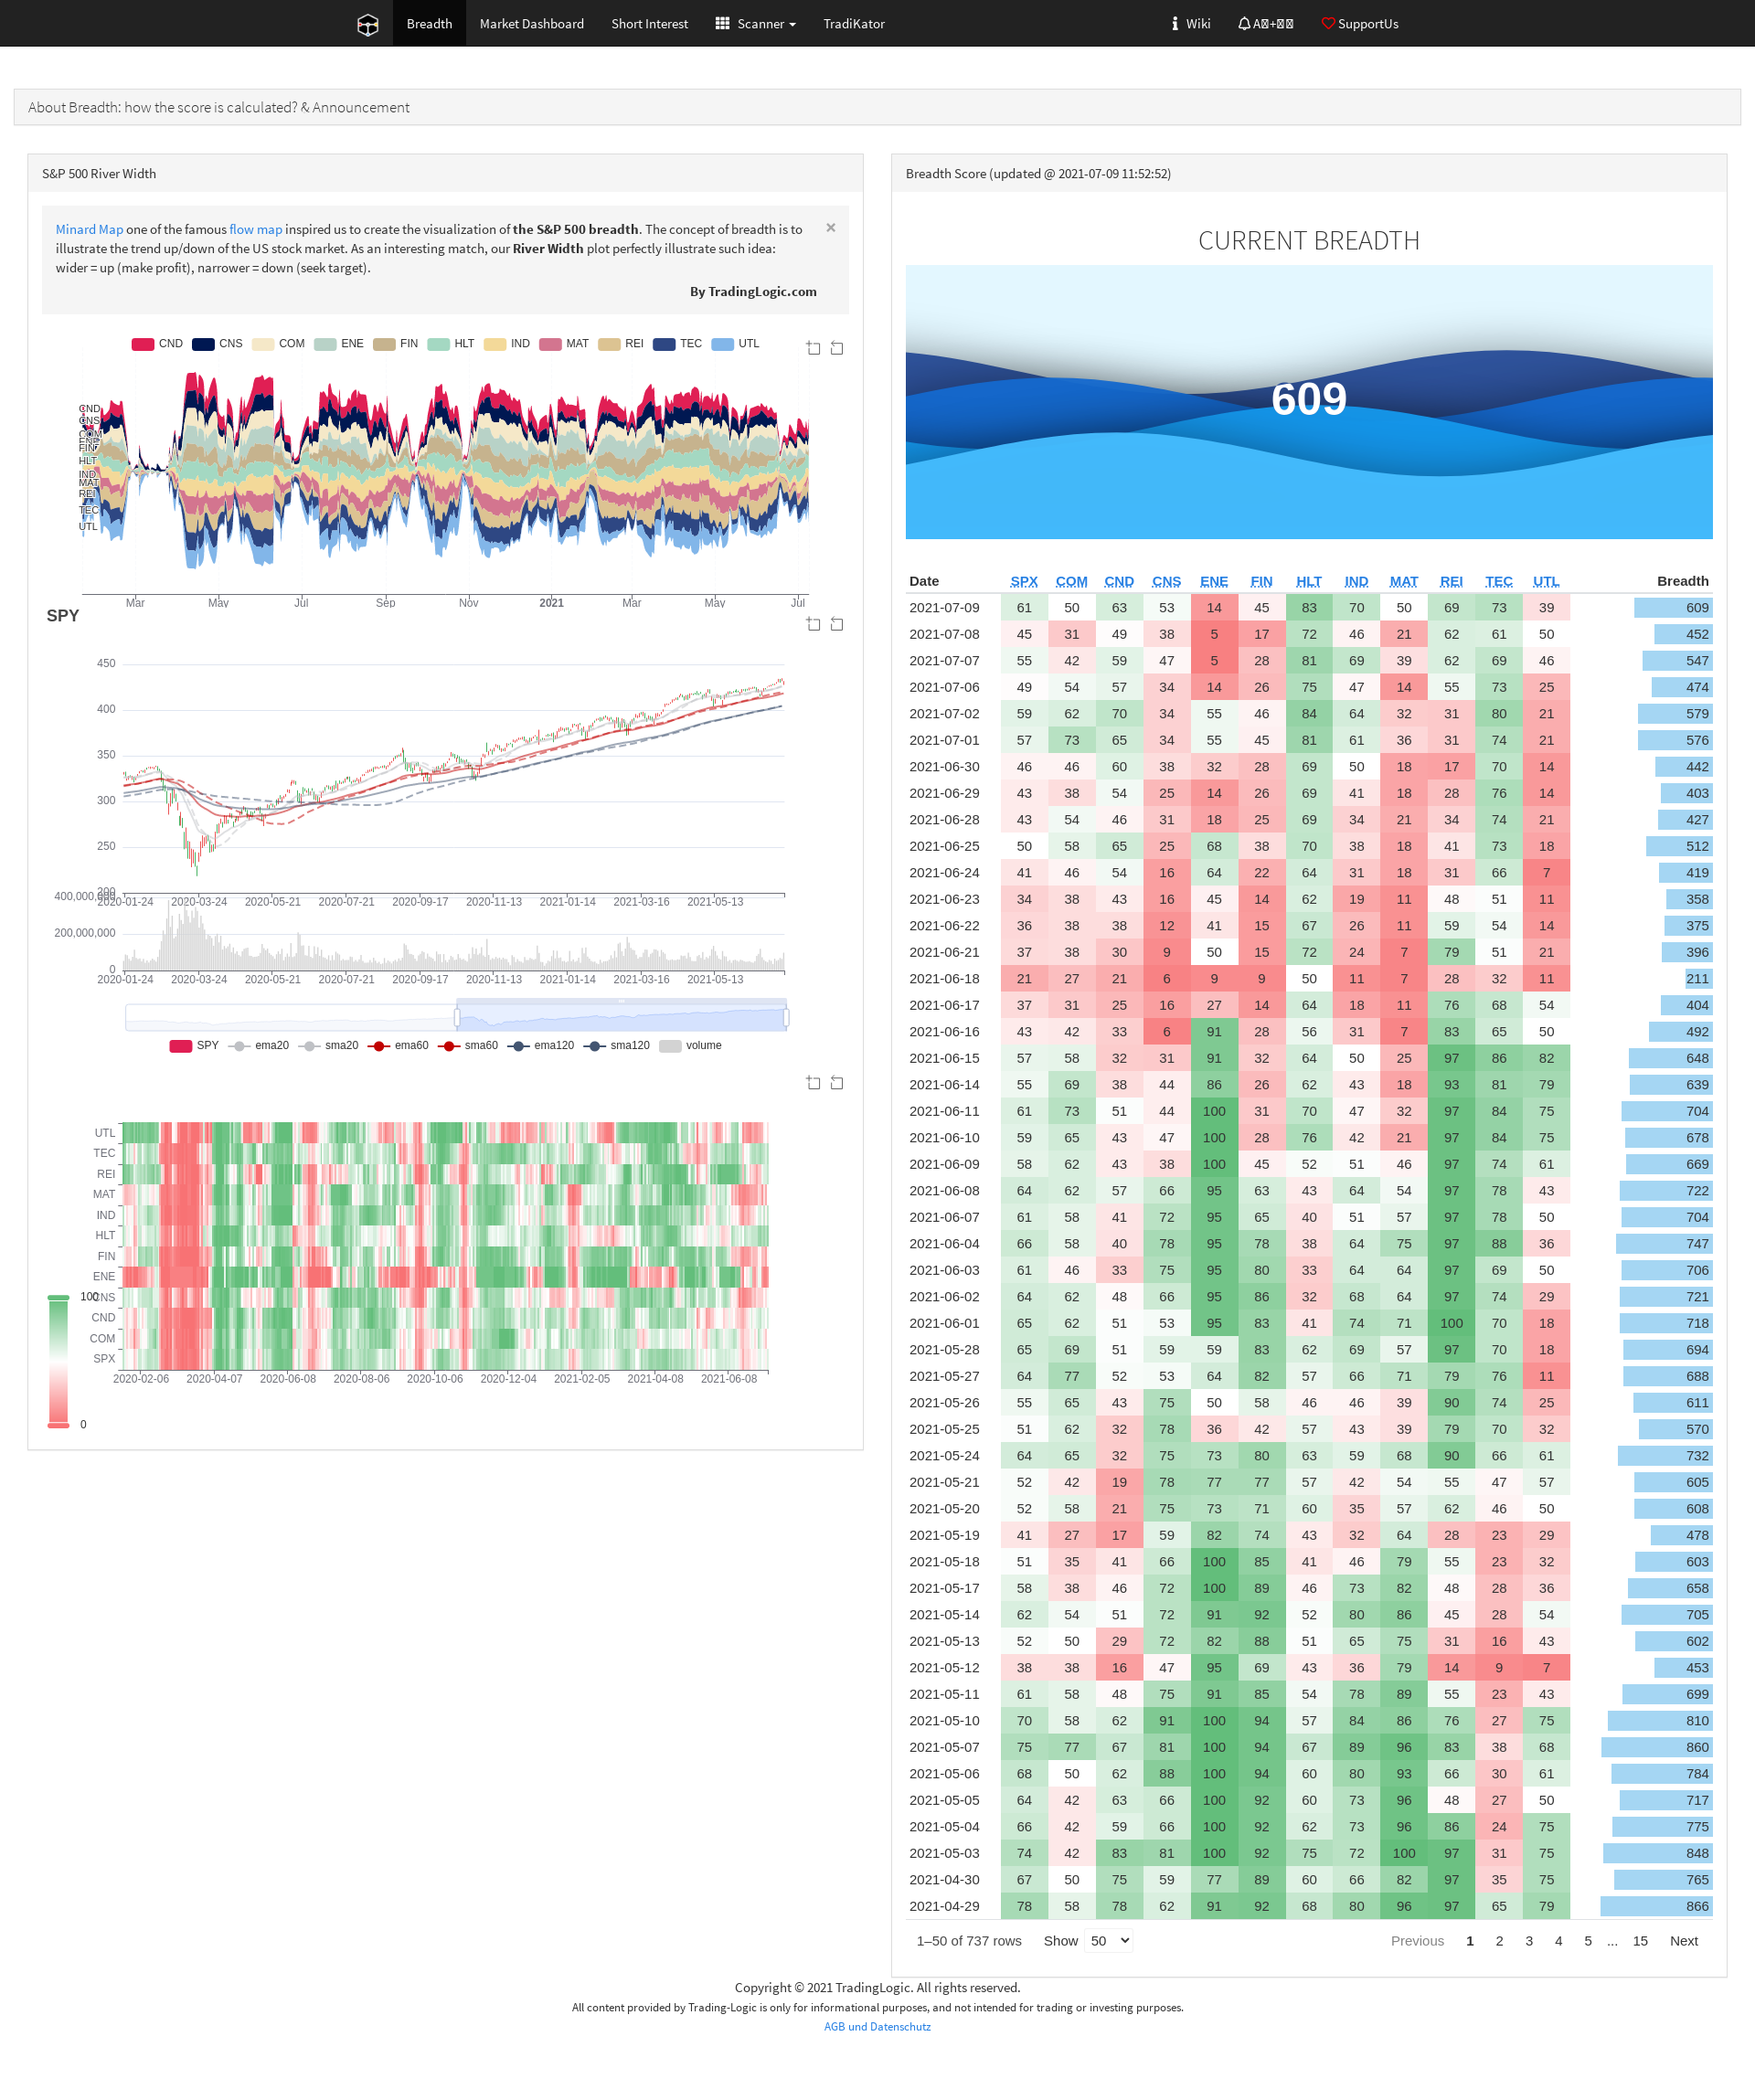 Breadth Market Dashboard Short Interest Scanner TradiKator Wiki SupportUs
About Breadth: how the score is calculated? & Announcement
S&P 500 River Width
Minard Map one of the famous flow map inspired us to create the visualization of the S&P 500 breadth. The concept of breadth is to
illustrate the trend up/down of the US stock market. As an interesting match, our River Width plot perfectly illustrate such idea:
wider = up (make profit), narrower = down (seek target).
By TradingLogic.com
×
CND CNS COM ENE FIN HLT IND MAT REI TEC UTL
CND
CNS
COM
ENE
FIN
HLT
IND
MAT
REI
TEC
UTL
Mar May Jul Sep Nov 2021 Mar May Jul
SPY
450
400
350
300
250
200
2020-01-24 2020-03-24 2020-05-21 2020-07-21 2020-09-17 2020-11-13 2021-01-14 2021-03-16 2021-05-13
400,000,000
200,000,000
0
2020-01-24 2020-03-24 2020-05-21 2020-07-21 2020-09-17 2020-11-13 2021-01-14 2021-03-16 2021-05-13
SPY ema20 sma20 ema60 sma60 ema120 sma120 volume
UTL
TEC
REI
MAT
IND
HLT
FIN
ENE
CNS
CND
COM
SPX
2020-02-06 2020-04-07 2020-06-08 2020-08-06 2020-10-06 2020-12-04 2021-02-05 2021-04-08 2021-06-08
100
0
Breadth Score (updated @ 2021-07-09 11:52:52)
CURRENT BREADTH
609
Date SPX COM CND CNS ENE FIN HLT IND MAT REI TEC UTL Breadth
2021-07-09 61 50 63 53 14 45 83 70 50 69 73 39 609
2021-07-08 45 31 49 38 5 17 72 46 21 62 61 50 452
2021-07-07 55 42 59 47 5 28 81 69 39 62 69 46 547
2021-07-06 49 54 57 34 14 26 75 47 14 55 73 25 474
2021-07-02 59 62 70 34 55 46 84 64 32 31 80 21 579
2021-07-01 57 73 65 34 55 45 81 61 36 31 74 21 576
2021-06-30 46 46 60 38 32 28 69 50 18 17 70 14 442
2021-06-29 43 38 54 25 14 26 69 41 18 28 76 14 403
2021-06-28 43 54 46 31 18 25 69 34 21 34 74 21 427
2021-06-25 50 58 65 25 68 38 70 38 18 41 73 18 512
2021-06-24 41 46 54 16 64 22 64 31 18 31 66 7 419
2021-06-23 34 38 43 16 45 14 62 19 11 48 51 11 358
2021-06-22 36 38 38 12 41 15 67 26 11 59 54 14 375
2021-06-21 37 38 30 9 50 15 72 24 7 79 51 21 396
2021-06-18 21 27 21 6 9 9 50 11 7 28 32 11 211
2021-06-17 37 31 25 16 27 14 64 18 11 76 68 54 404
2021-06-16 43 42 33 6 91 28 56 31 7 83 65 50 492
2021-06-15 57 58 32 31 91 32 64 50 25 97 86 82 648
2021-06-14 55 69 38 44 86 26 62 43 18 93 81 79 639
2021-06-11 61 73 51 44 100 31 70 47 32 97 84 75 704
2021-06-10 59 65 43 47 100 28 76 42 21 97 84 75 678
2021-06-09 58 62 43 38 100 45 52 51 46 97 74 61 669
2021-06-08 64 62 57 66 95 63 43 64 54 97 78 43 722
2021-06-07 61 58 41 72 95 65 40 51 57 97 78 50 704
2021-06-04 66 58 40 78 95 78 38 64 75 97 88 36 747
2021-06-03 61 46 33 75 95 80 33 64 64 97 69 50 706
2021-06-02 64 62 48 66 95 86 32 68 64 97 74 29 721
2021-06-01 65 62 51 53 95 83 41 74 71 100 70 18 718
2021-05-28 65 69 51 59 59 83 62 69 57 97 70 18 694
2021-05-27 64 77 52 53 64 82 57 66 71 79 76 11 688
2021-05-26 55 65 43 75 50 58 46 46 39 90 74 25 611
2021-05-25 51 62 32 78 36 42 57 43 39 79 70 32 570
2021-05-24 64 65 32 75 73 80 63 59 68 90 66 61 732
2021-05-21 52 42 19 78 77 77 57 42 54 55 47 57 605
2021-05-20 52 58 21 75 73 71 60 35 57 62 46 50 608
2021-05-19 41 27 17 59 82 74 43 32 64 28 23 29 478
2021-05-18 51 35 41 66 100 85 41 46 79 55 23 32 603
2021-05-17 58 38 46 72 100 89 46 73 82 48 28 36 658
2021-05-14 62 54 51 72 91 92 52 80 86 45 28 54 705
2021-05-13 52 50 29 72 82 88 51 65 75 31 16 43 602
2021-05-12 38 38 16 47 95 69 43 36 79 14 9 7 453
2021-05-11 61 58 48 75 91 85 54 78 89 55 23 43 699
2021-05-10 70 58 62 91 100 94 57 84 86 76 27 75 810
2021-05-07 75 77 67 81 100 94 67 89 96 83 38 68 860
2021-05-06 68 50 62 88 100 94 60 80 93 66 30 61 784
2021-05-05 64 42 63 66 100 92 60 73 96 48 27 50 717
2021-05-04 66 42 59 66 100 92 62 73 96 86 24 75 775
2021-05-03 74 42 83 81 100 92 75 72 100 97 31 75 848
2021-04-30 67 50 75 59 77 89 60 66 82 97 35 75 765
2021-04-29 78 58 78 62 91 92 68 80 96 97 65 79 866
1–50 of 737 rows Show 50 Previous 1 2 3 4 5 ... 15 Next
Copyright © 2021 TradingLogic. All rights reserved.
All content provided by Trading-Logic is only for informational purposes, and not intended for trading or investing purposes.
AGB und Datenschutz